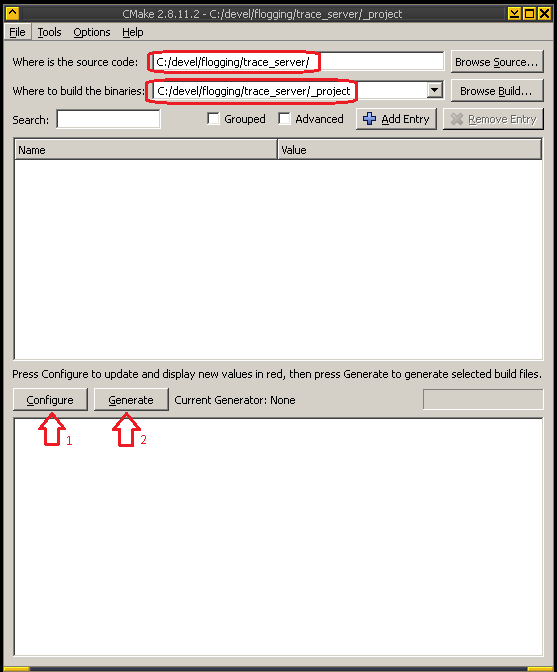 CMake 2.8.11.2 - C:/devel/flogging/trace_server/_project
File Tools Options Help
Where is the source code: C:/devel/flogging/trace_server/ Browse Source...
Where to build the binaries: C:/devel/flogging/trace_server/_project Browse Build...
Search: Grouped Advanced Add Entry Remove Entry
Name Value
Press Configure to update and display new values in red, then press Generate to generate selected build files.
Configure Generate Current Generator: None
1 2